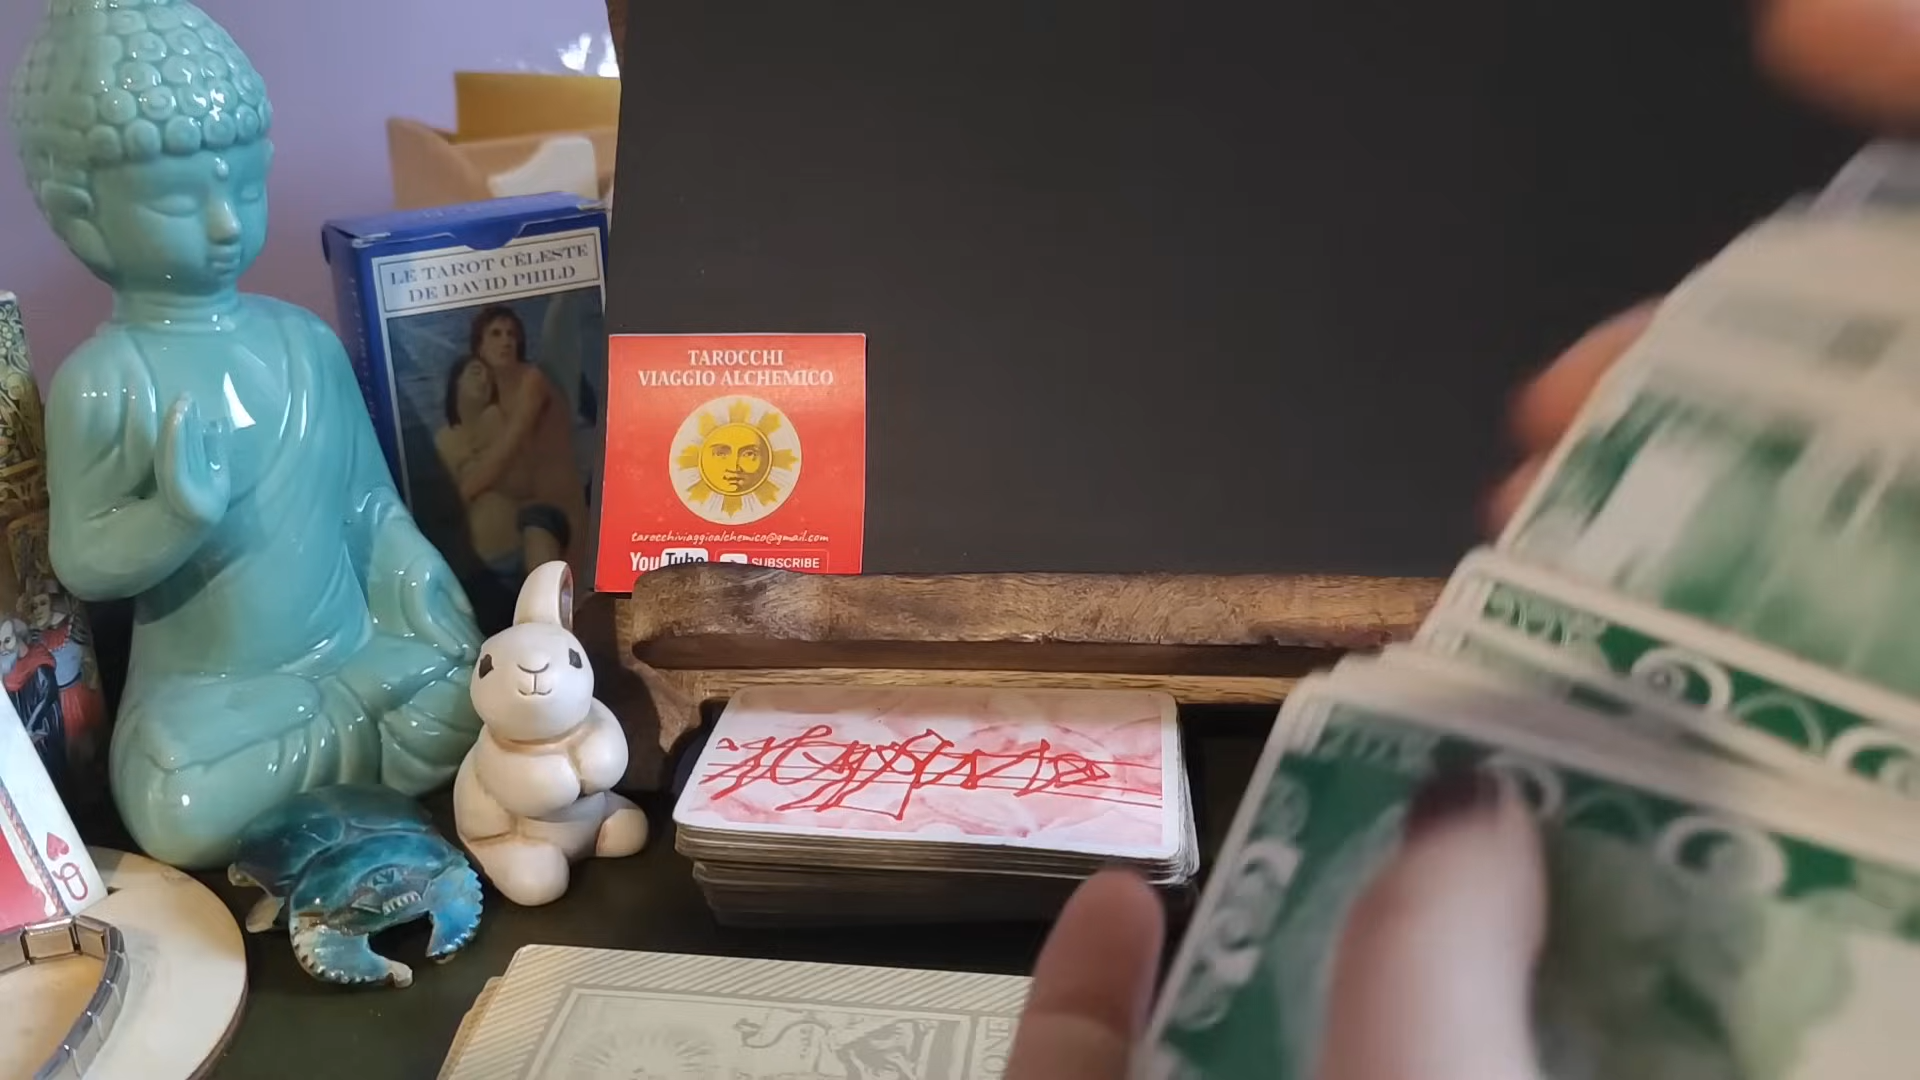 LE TAROT CÉLESTE
DE DAVID PHILD
TAROCCHI
VIAGGIO ALCHEMICO
tarocchiviaggioalchemico@gmail.com
YouTube SUBSCRIBE
Q